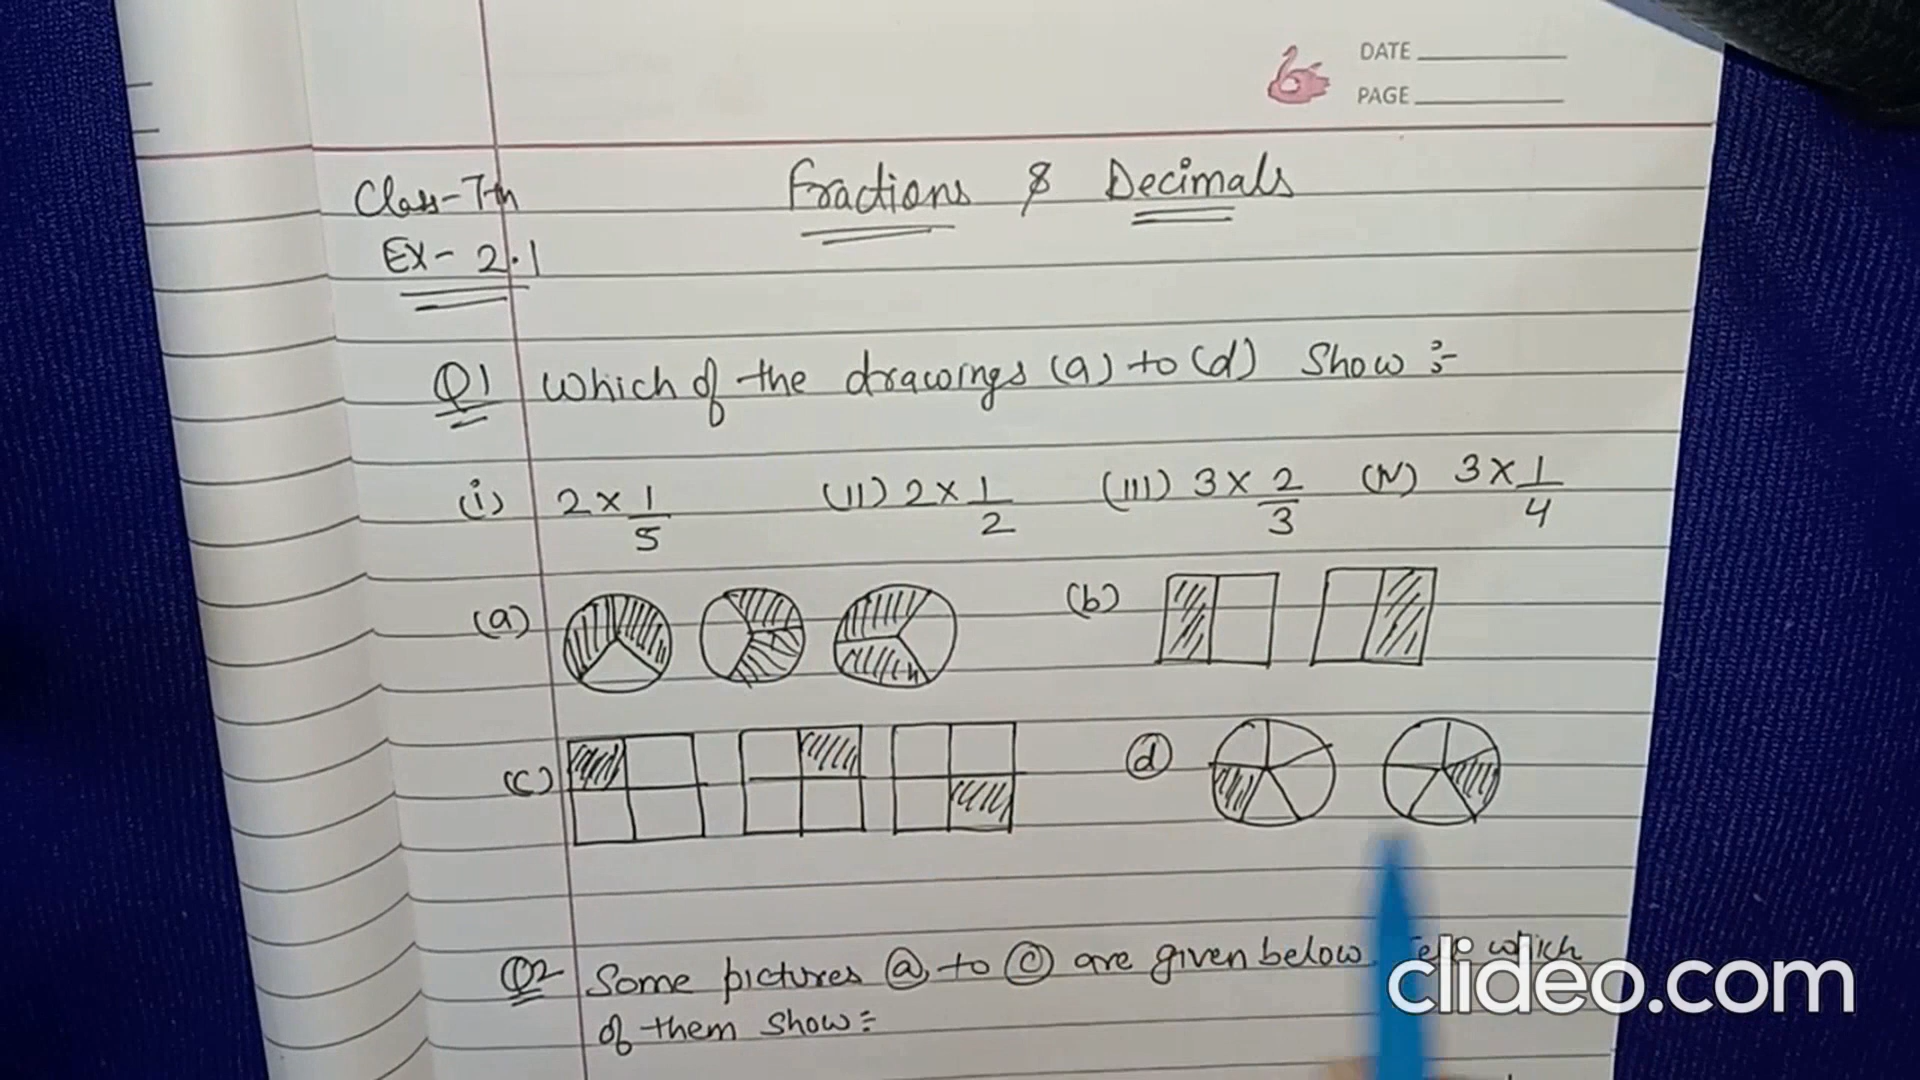 DATE
PAGE
Class-7th
Fractions & Decimals
Ex-2.1
Q1 Which of the drawings (a) to (d) Show :-
(i) 2 × 1/5 (II) 2 × 1/2 (III) 3 × 2/3 (IV) 3 × 1/4
(a) (b)
(c) (d)
Q2 Some pictures (a) to (c) are given below. Tell which
of them show :-
clideo.com